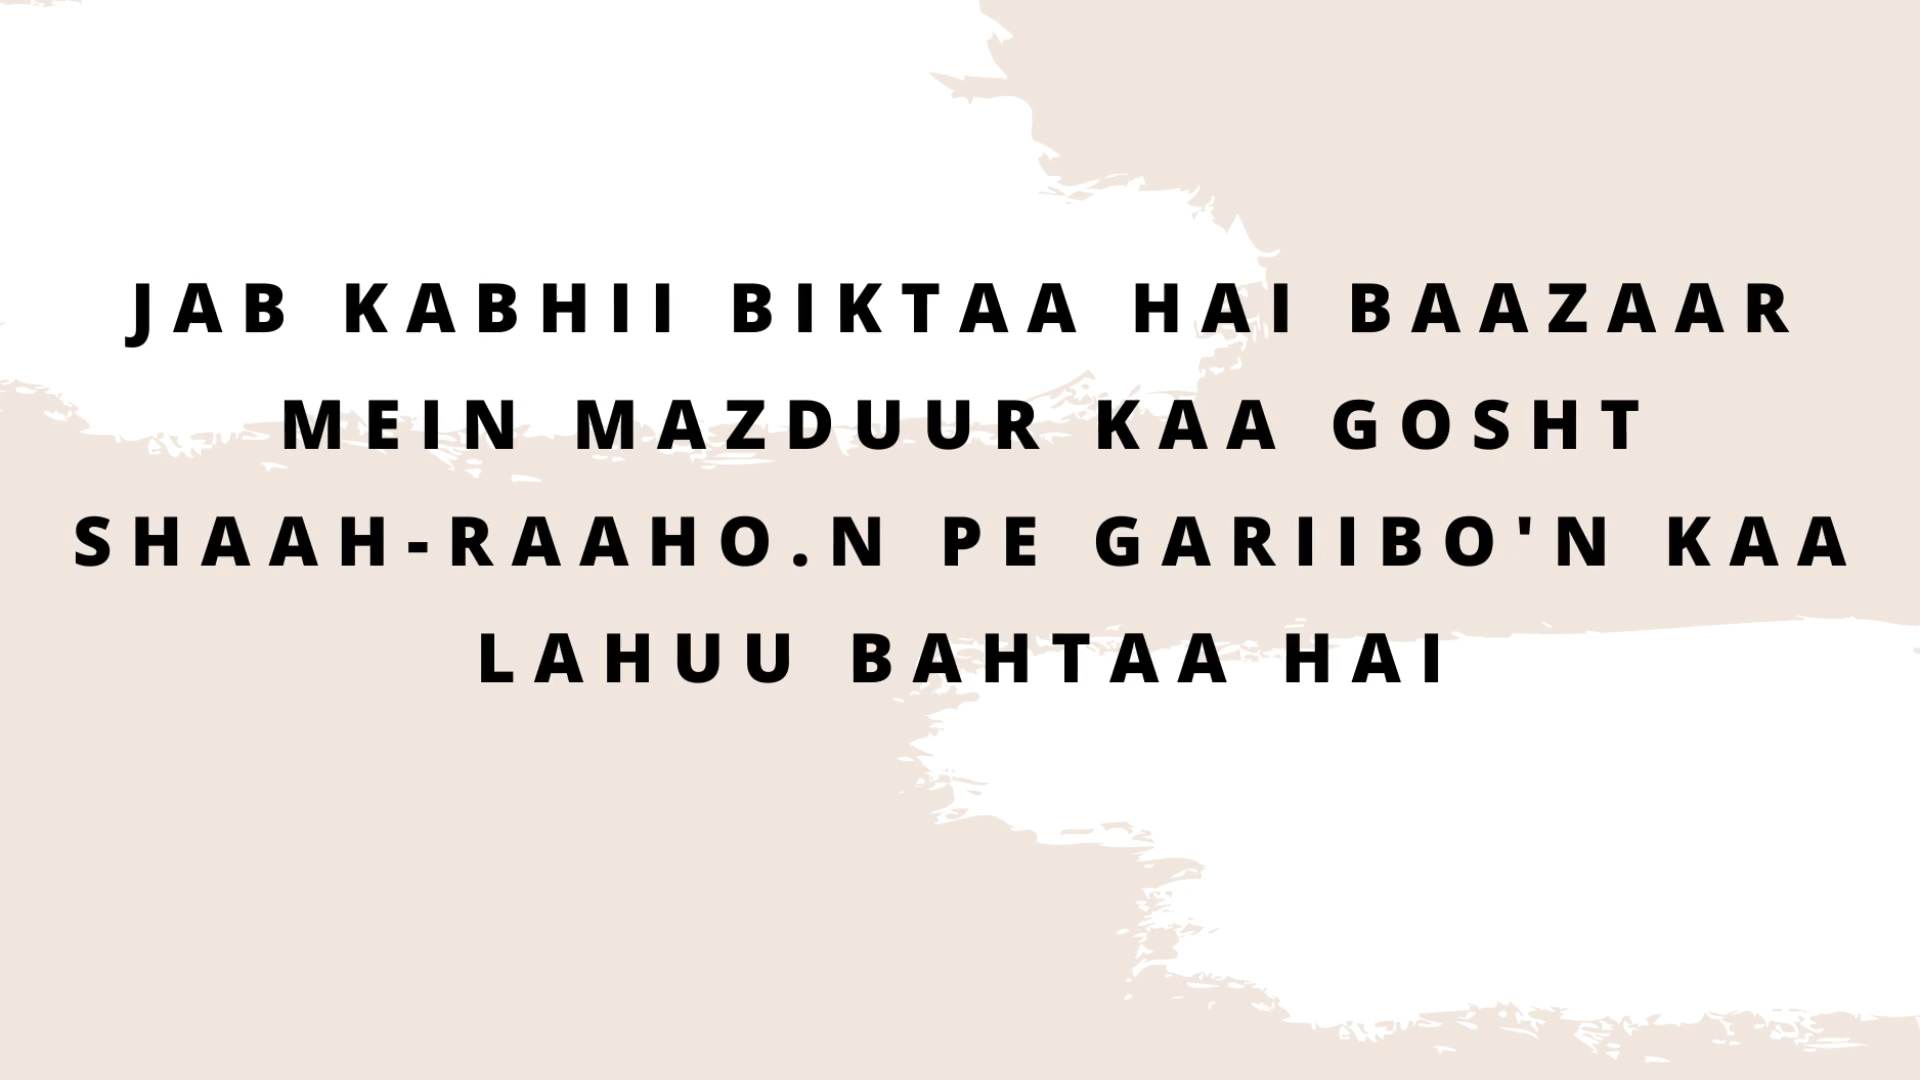 JAB KABHII BIKTAA HAI BAAZAAR
MEIN MAZDUUR KAA GOSHT
SHAAH-RAAHO.N PE GARIIBO'N KAA
LAHUU BAHTAA HAI